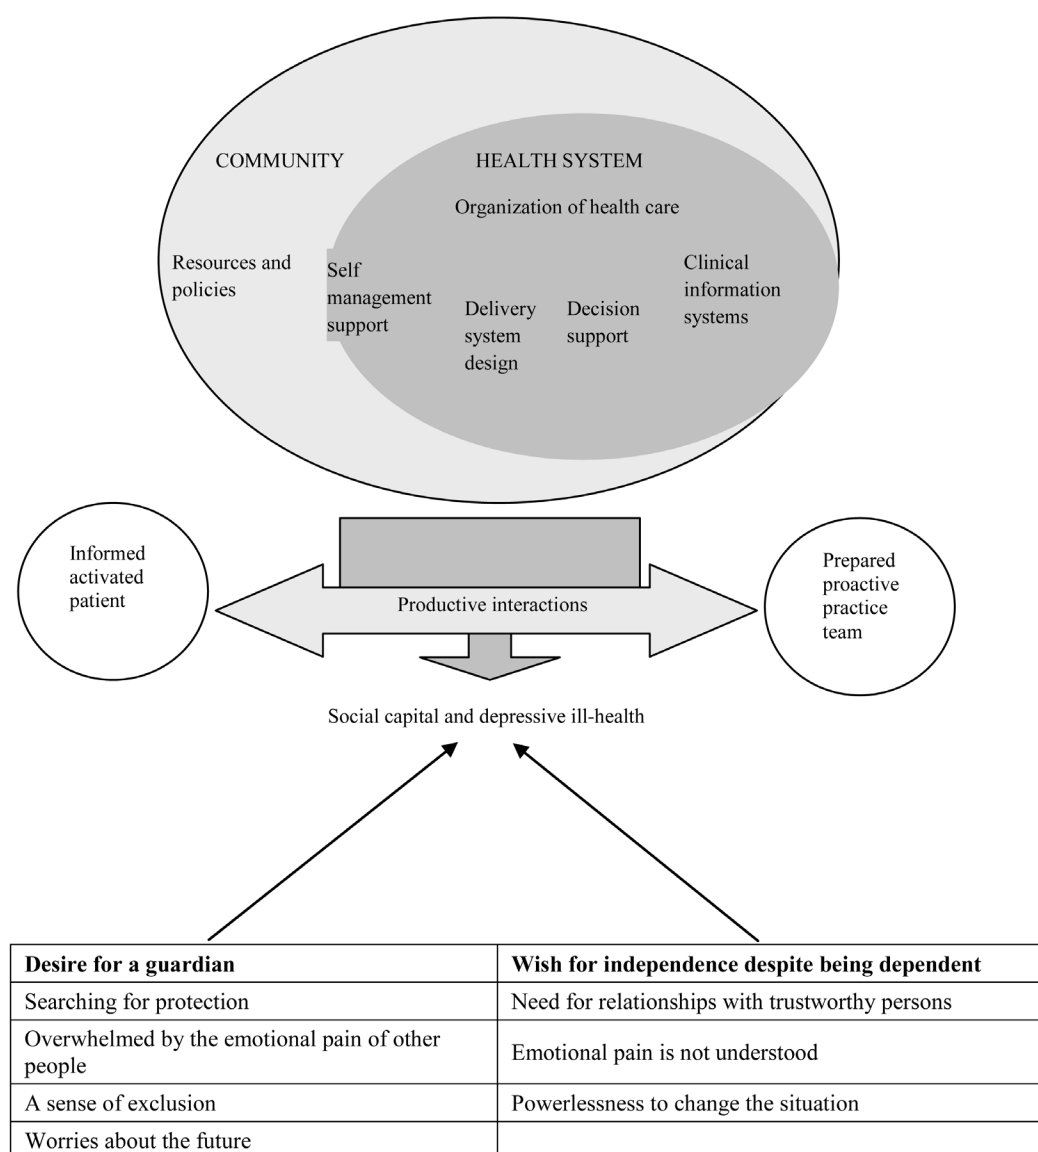 COMMUNITY
HEALTH SYSTEM
Organization of health care
Resources and
policies
Self
management
support
Delivery
system
design
Decision
support
Clinical
information
systems
Informed
activated
patient
Productive interactions
Prepared
proactive
practice
team
Social capital and depressive ill-health
Desire for a guardian
Wish for independence despite being dependent
Searching for protection
Need for relationships with trustworthy persons
Overwhelmed by the emotional pain of other
people
Emotional pain is not understood
A sense of exclusion
Powerlessness to change the situation
Worries about the future